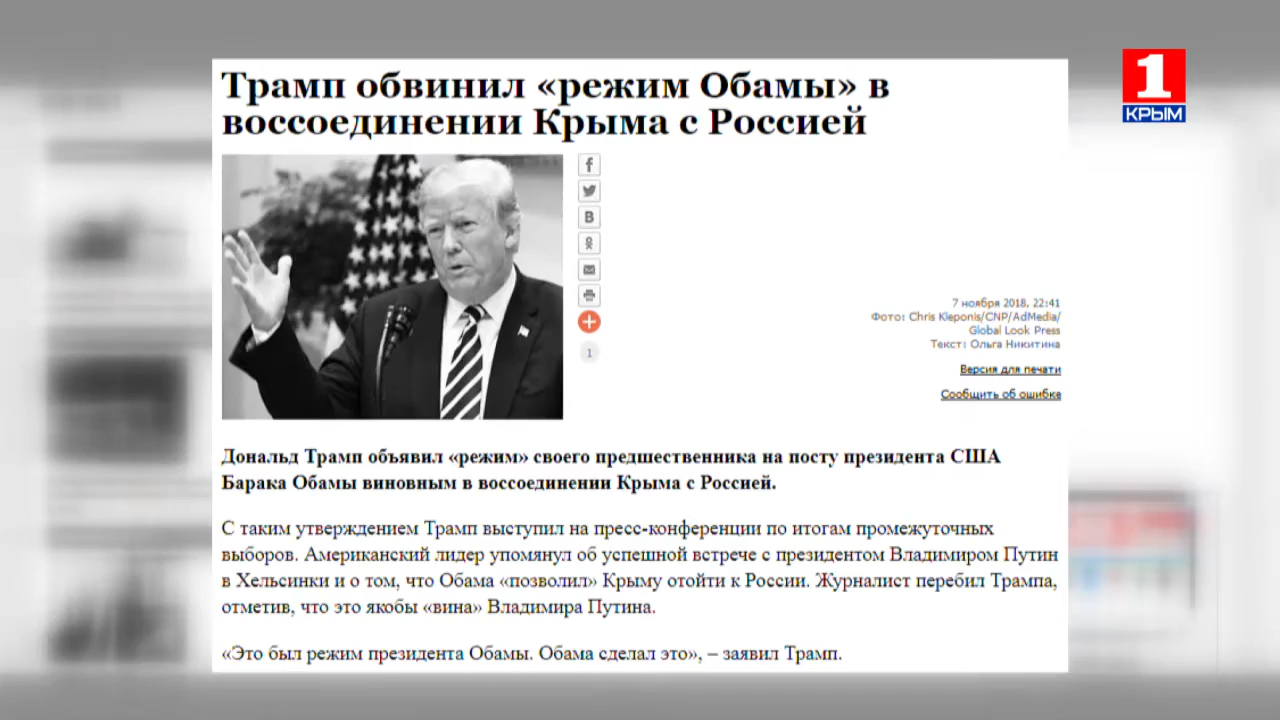 Трамп обвинил «режим Обамы» в
воссоединении Крыма с Россией
1
КРЫМ
В
1
7 ноября 2018, 22:41
Фото: Chris Kleponis/CNP/AdMedia/
Global Look Press
Текст: Ольга Никитина
Версия для печати
Сообщить об ошибке
Дональд Трамп объявил «режим» своего предшественника на посту президента США
Барака Обамы виновным в воссоединении Крыма с Россией.
С таким утверждением Трамп выступил на пресс-конференции по итогам промежуточных
выборов. Американский лидер упомянул об успешной встрече с президентом Владимиром Путин
в Хельсинки и о том, что Обама «позволил» Крыму отойти к России. Журналист перебил Трампа,
отметив, что это якобы «вина» Владимира Путина.
«Это был режим президента Обамы. Обама сделал это», – заявил Трамп.